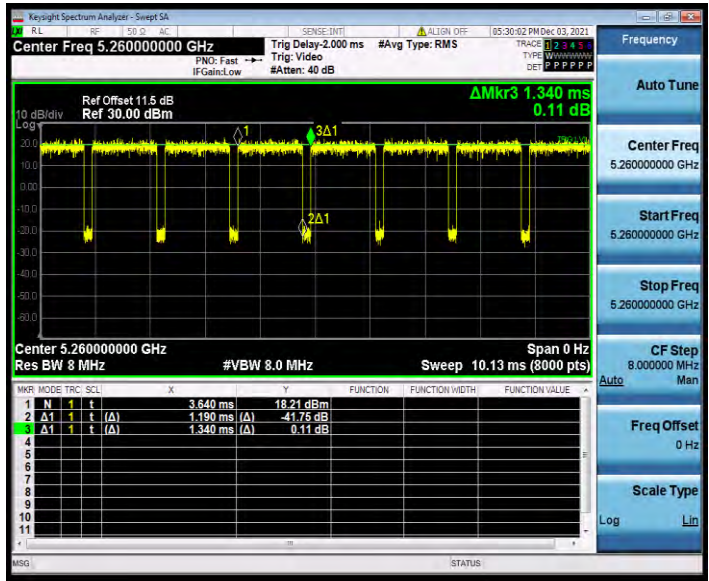 Keysight Spectrum Analyzer - Swept SA
RL RF 50 Ω AC SENSE:INT ALIGN OFF 05:30:02 PM Dec 03, 2021
Center Freq 5.260000000 GHz
PNO: Fast
IFGain:Low
Trig Delay-2.000 ms
Trig: Video
#Atten: 40 dB
#Avg Type: RMS
TRACE 1 2 3 4 5 6
TYPE WWWWWW
DET P P P P P P
Frequency
Ref Offset 11.5 dB
10 dB/div Ref 30.00 dBm
Log
ΔMkr3 1.340 ms
0.11 dB
20.0
10.0
0.00
-10.0
-20.0
-30.0
-40.0
-50.0
-60.0
1
3Δ1
2Δ1
TRIG LVL
Center 5.260000000 GHz Span 0 Hz
Res BW 8 MHz #VBW 8.0 MHz Sweep 10.13 ms (8000 pts)
MKR MODE TRC SCL X Y FUNCTION FUNCTION WIDTH FUNCTION VALUE
1 N 1 t 3.640 ms 18.21 dBm
2 Δ1 1 t (Δ) 1.190 ms (Δ) -41.75 dB
3 Δ1 1 t (Δ) 1.340 ms (Δ) 0.11 dB
4
5
6
7
8
9
10
11
MSG STATUS
Auto Tune
Center Freq
5.260000000 GHz
Start Freq
5.260000000 GHz
Stop Freq
5.260000000 GHz
CF Step
8.000000 MHz
Auto Man
Freq Offset
0 Hz
Scale Type
Log Lin